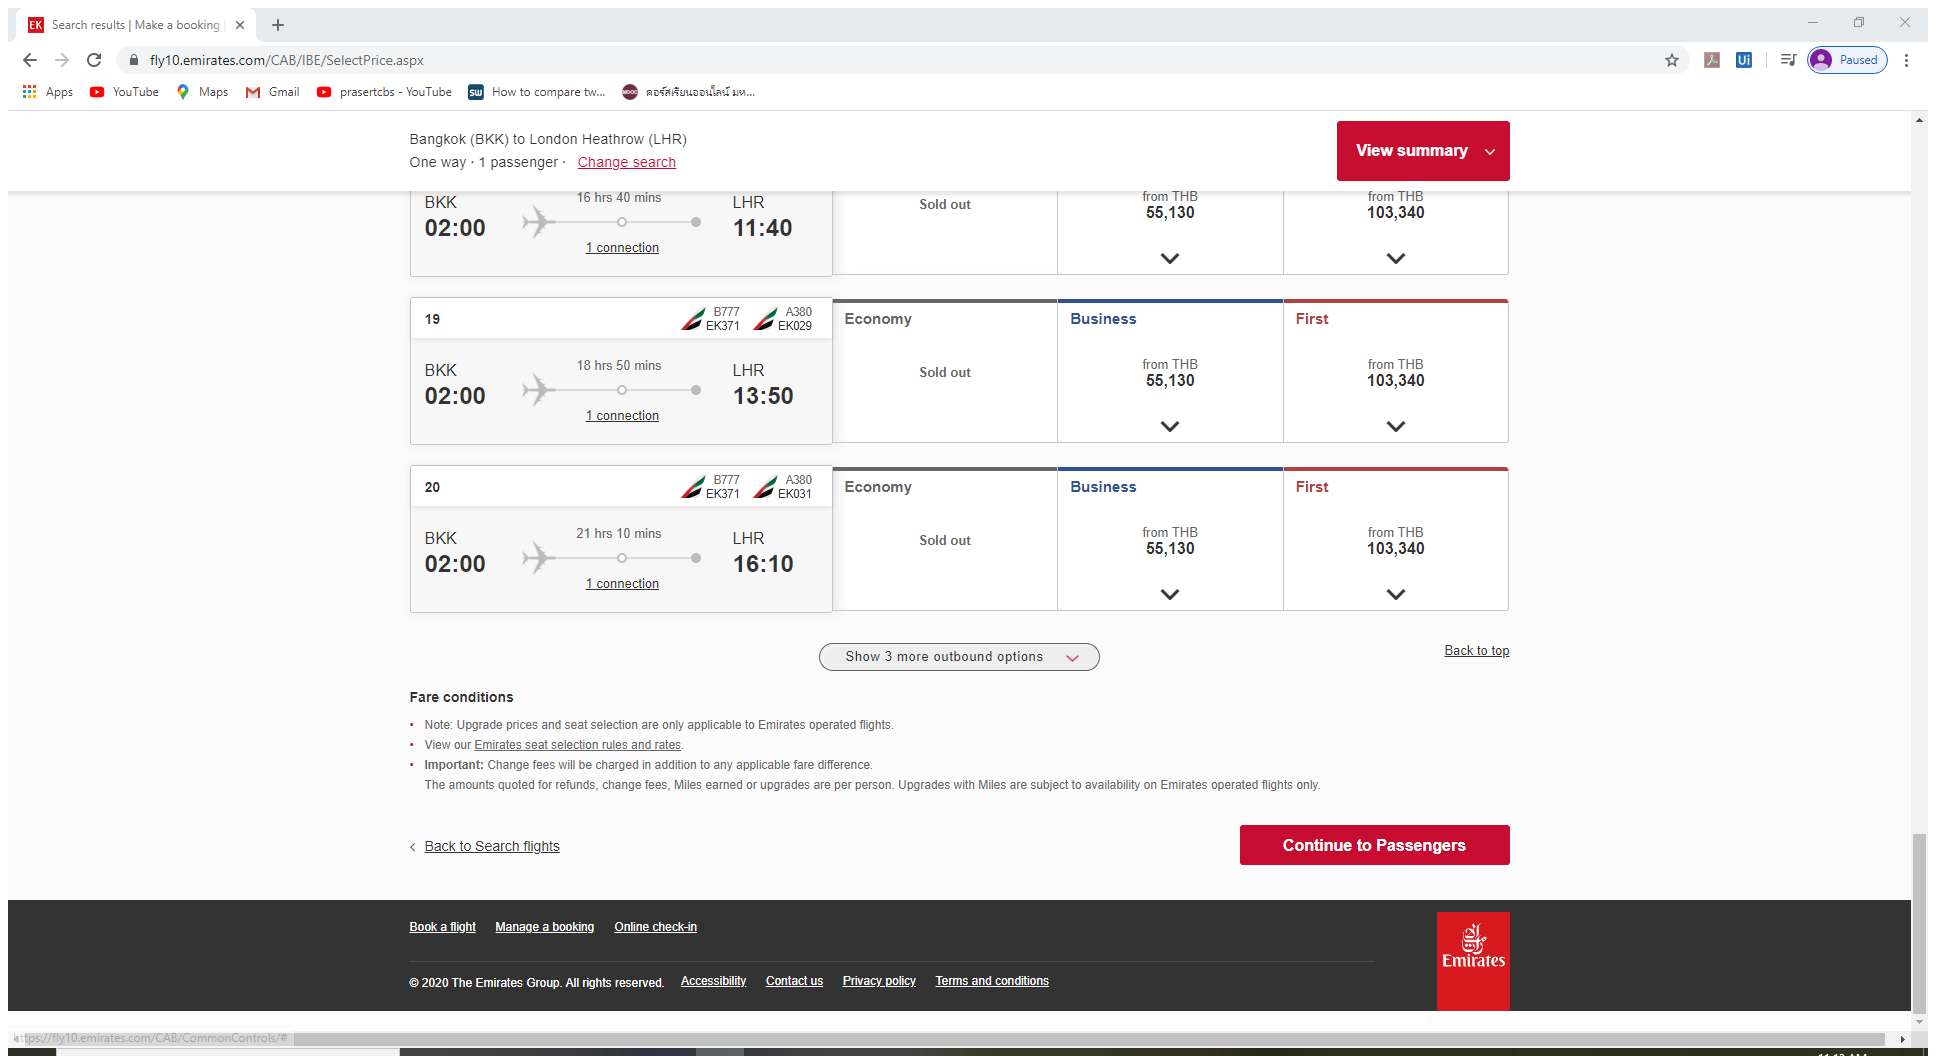 EK Search results | Make a booking
fly10.emirates.com/CAB/IBE/SelectPrice.aspx
Ui
Paused
Apps
YouTube
Maps
Gmail
prasertcbs - YouTube
SW
How to compare tw...
MOOC
คอร์สเรียนออนไลน์ มห...
Bangkok (BKK) to London Heathrow (LHR)
One way · 1 passenger · Change search
View summary
BKK
02:00
16 hrs 40 mins
1 connection
LHR
11:40
Sold out
from THB
55,130
from THB
103,340
19
B777
EK371
A380
EK029
Economy
Business
First
BKK
02:00
18 hrs 50 mins
1 connection
LHR
13:50
Sold out
from THB
55,130
from THB
103,340
20
B777
EK371
A380
EK031
Economy
Business
First
BKK
02:00
21 hrs 10 mins
1 connection
LHR
16:10
Sold out
from THB
55,130
from THB
103,340
Show 3 more outbound options
Back to top
Fare conditions
• Note: Upgrade prices and seat selection are only applicable to Emirates operated flights.
• View our Emirates seat selection rules and rates.
• Important: Change fees will be charged in addition to any applicable fare difference.
The amounts quoted for refunds, change fees, Miles earned or upgrades are per person. Upgrades with Miles are subject to availability on Emirates operated flights only.
Back to Search flights
Continue to Passengers
Book a flight
Manage a booking
Online check-in
Emirates
© 2020 The Emirates Group. All rights reserved.
Accessibility
Contact us
Privacy policy
Terms and conditions
https://fly10.emirates.com/CAB/CommonControls/#